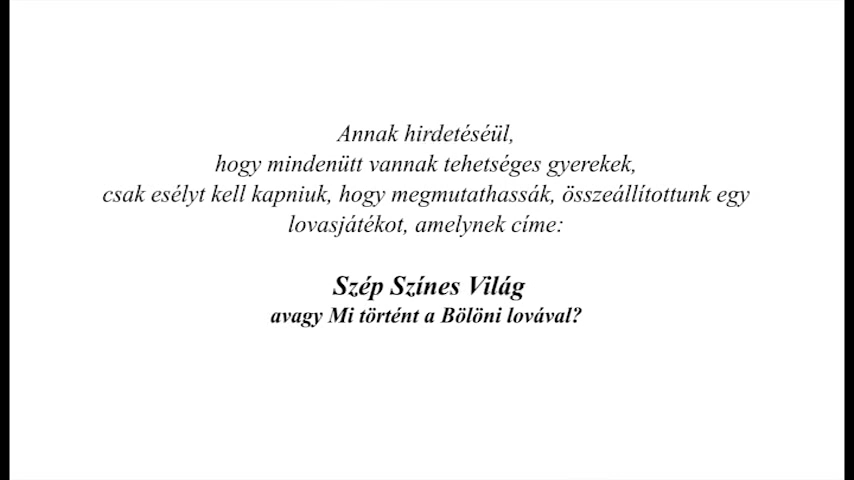 Annak hirdetéséül,
hogy mindenütt vannak tehetséges gyerekek,
csak esélyt kell kapniuk, hogy megmutathassák, összeállítottunk egy
lovasjátékot, amelynek címe:
Szép Színes Világ
avagy Mi történt a Bölöni lovával?